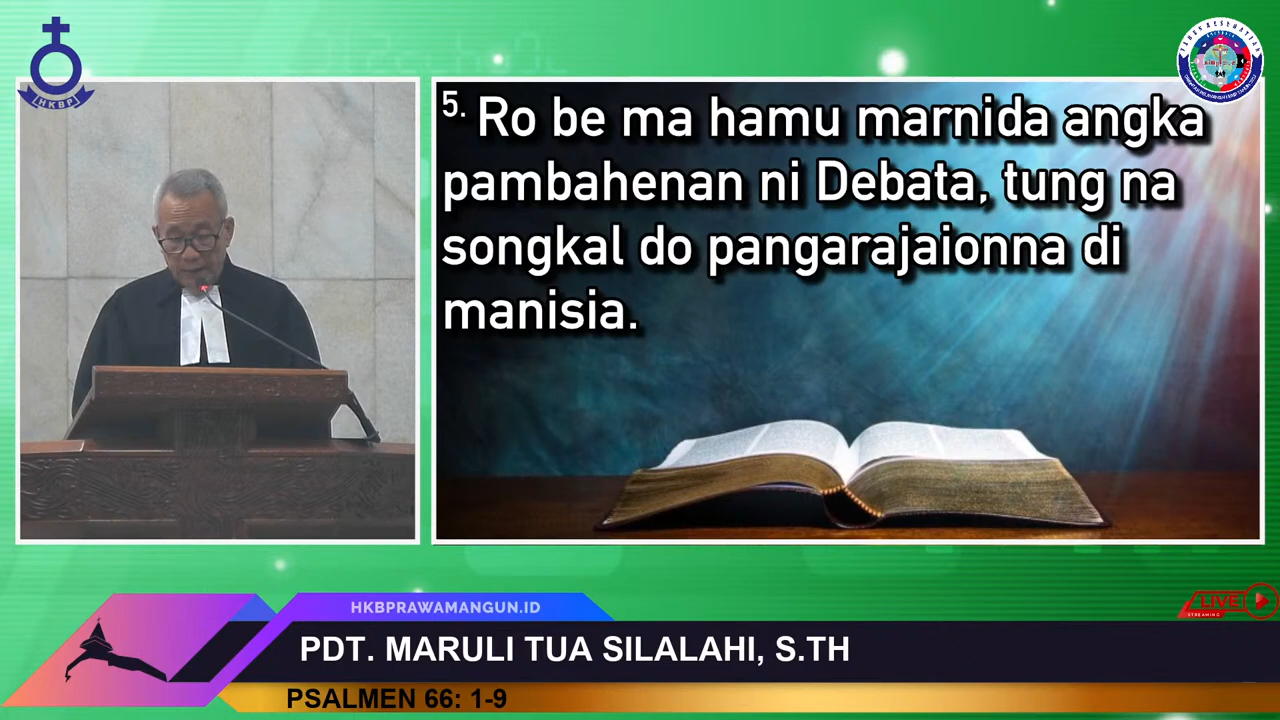 HKBP
5. Ro be ma hamu marnida angka
pambahenan ni Debata, tung na
songkal do pangarajaionna di
manisia.
HKBPRAWAMANGUN.ID
LIVE
STREAMING
PDT. MARULI TUA SILALAHI, S.TH
PSALMEN 66: 1-9